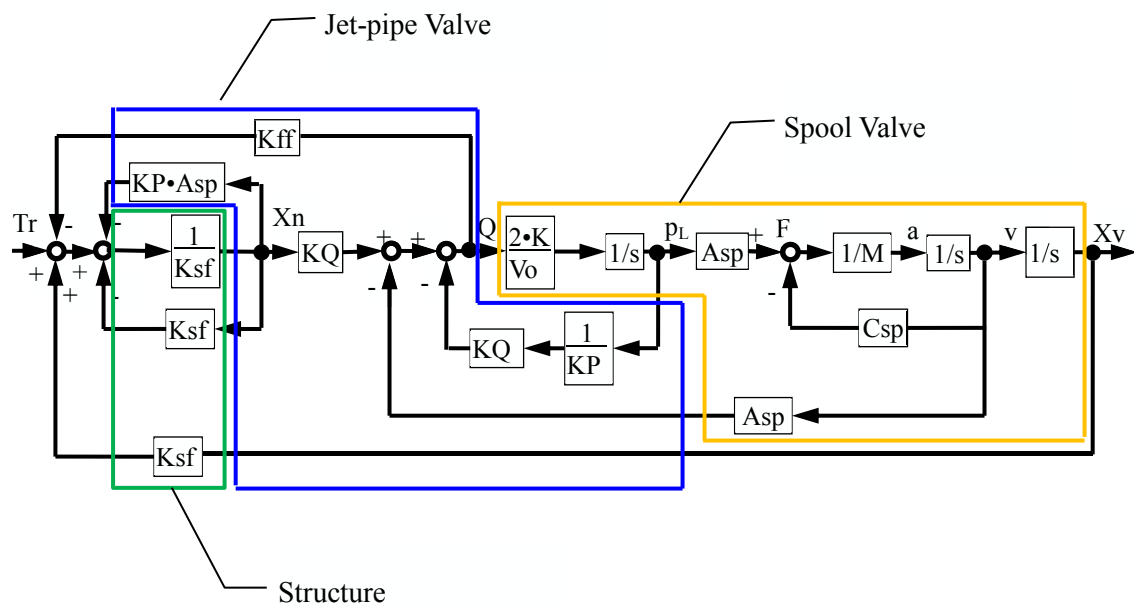 Jet-pipe Valve
Spool Valve
Kff
KP•Asp
Tr
-
-
Xn
1
Ksf
KQ
+
+
Q
2•K
Vo
1/s
pL
Asp
+
F
1/M
a
1/s
v
1/s
Xv
+
+
+
-
-
-
-
Ksf
Csp
KQ
1
KP
Asp
Ksf
Structure